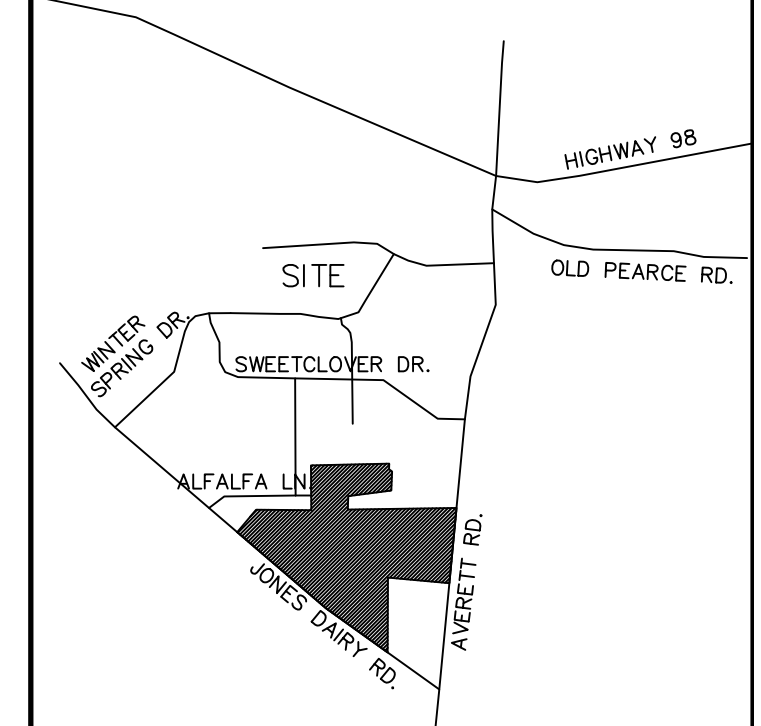 HIGHWAY 98
OLD PEARCE RD.
SITE
WINTER
SPRING DR.
SWEETCLOVER DR.
ALFALFA LN.
AVERETT RD.
JONES DAIRY RD.